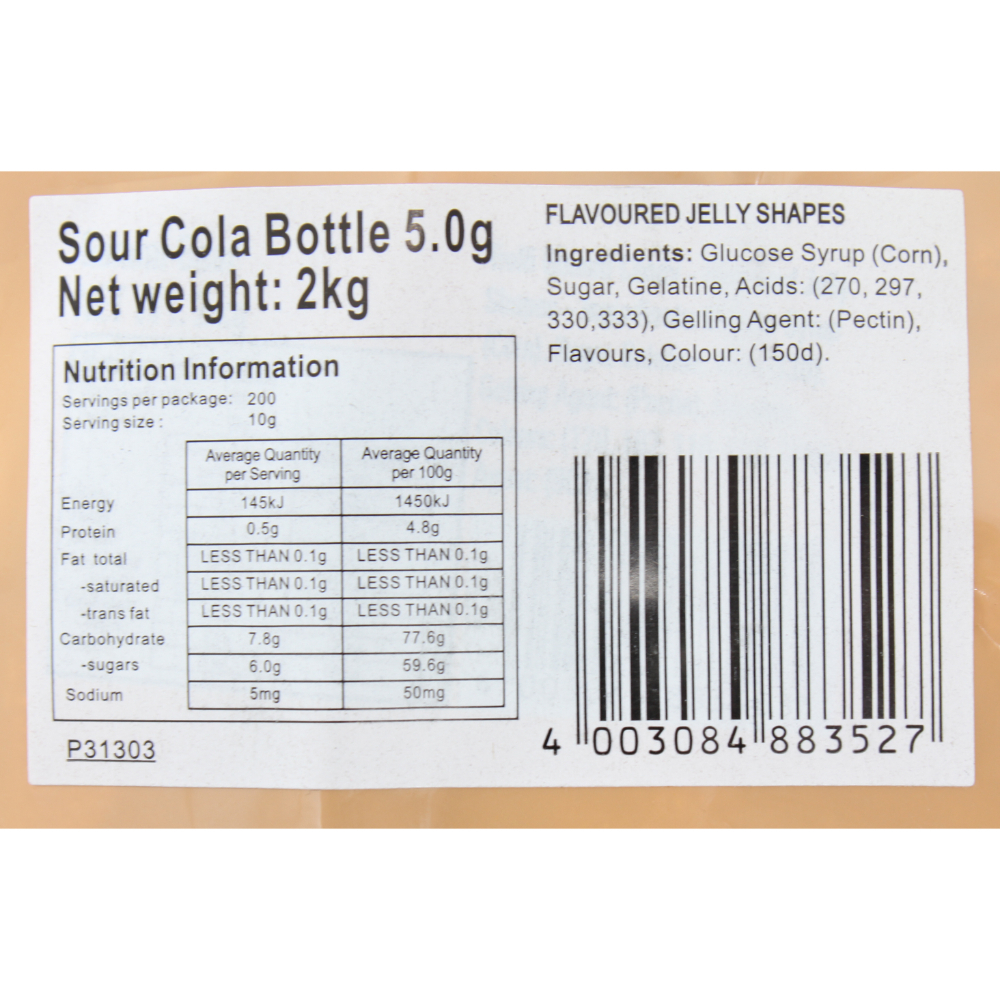 Sour Cola Bottle 5.0g
Net weight: 2kg
Nutrition Information
Servings per package: 200
Serving size : 10g
Average Quantity per Serving Average Quantity per 100g
Energy 145kJ 1450kJ
Protein 0.5g 4.8g
Fat total LESS THAN 0.1g LESS THAN 0.1g
-saturated LESS THAN 0.1g LESS THAN 0.1g
-trans fat LESS THAN 0.1g LESS THAN 0.1g
Carbohydrate 7.8g 77.6g
-sugars 6.0g 59.6g
Sodium 5mg 50mg
P31303
FLAVOURED JELLY SHAPES
Ingredients: Glucose Syrup (Corn),
Sugar, Gelatine, Acids: (270, 297,
330,333), Gelling Agent: (Pectin),
Flavours, Colour: (150d).
4 003084 883527